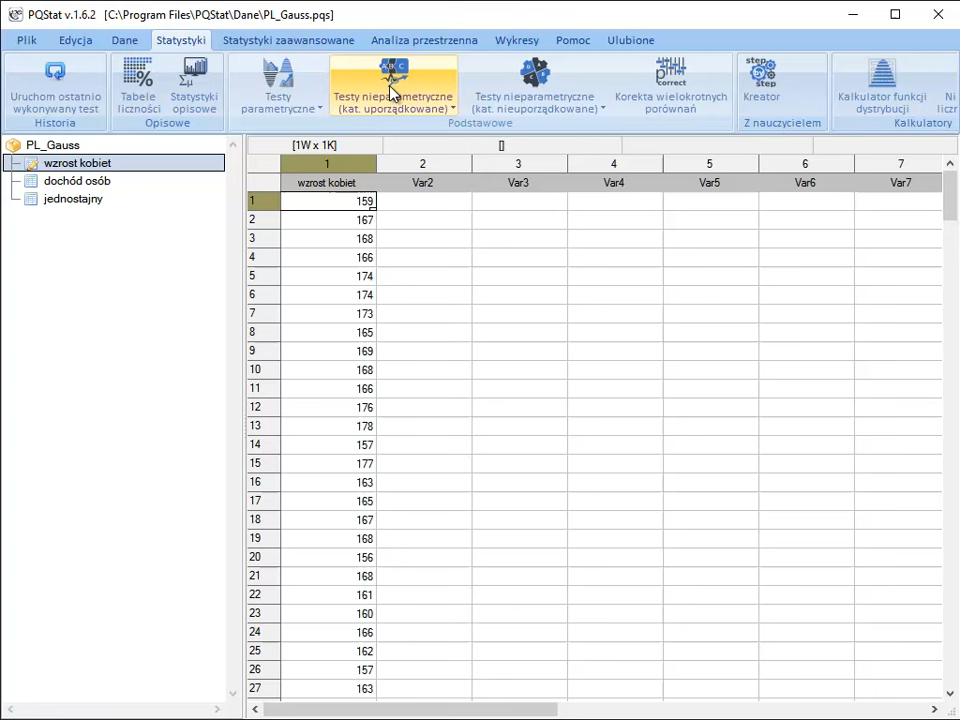 PQStat v.1.6.2 [C:\Program Files\PQStat\Dane\PL_Gauss.pqs]
Plik Edycja Dane Statystyki Statystyki zaawansowane Analiza przestrzenna Wykresy Pomoc Ulubione
Uruchom ostatnio wykonywany test
Historia
Tabele liczności
Statystyki opisowe
Opisowe
Testy parametryczne
Testy nieparametryczne (kat. uporządkowane)
Testy nieparametryczne (kat. nieuporządkowane)
Korekta wielokrotnych porównań
Podstawowe
step by step
Kreator
Z nauczycielem
Kalkulator funkcji dystrybucji
Ni
licz
Kalkulatory
PL_Gauss
wzrost kobiet
dochód osób
jednostajny
[1W x 1K] []
1 2 3 4 5 6 7
wzrost kobiet Var2 Var3 Var4 Var5 Var6 Var7
1 159
2 167
3 168
4 166
5 174
6 174
7 173
8 165
9 169
10 168
11 166
12 176
13 178
14 157
15 177
16 163
17 165
18 167
19 168
20 156
21 168
22 161
23 160
24 166
25 162
26 157
27 163